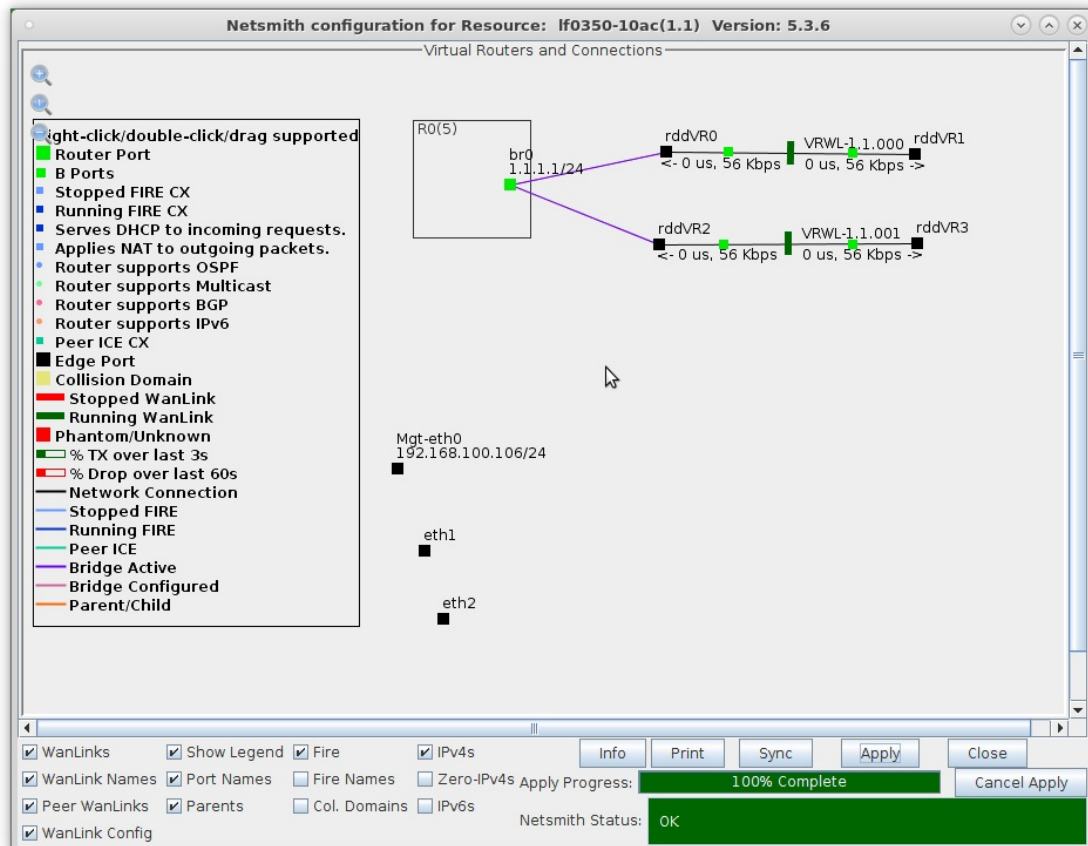 Netsmith configuration for Resource: lf0350-10ac(1.1) Version: 5.3.6
Virtual Routers and Connections
ight-click/double-click/drag supported
Router Port
B Ports
Stopped FIRE CX
Running FIRE CX
Serves DHCP to incoming requests.
Applies NAT to outgoing packets.
Router supports OSPF
Router supports Multicast
Router supports BGP
Router supports IPv6
Peer ICE CX
Edge Port
Collision Domain
Stopped WanLink
Running WanLink
Phantom/Unknown
% TX over last 3s
% Drop over last 60s
Network Connection
Stopped FIRE
Running FIRE
Peer ICE
Bridge Active
Bridge Configured
Parent/Child
R0(5)
br0
1.1.1.1/24
rddVR0
VRWL-1.1.000
rddVR1
<- 0 us, 56 Kbps
0 us, 56 Kbps ->
rddVR2
VRWL-1.1.001
rddVR3
<- 0 us, 56 Kbps
0 us, 56 Kbps ->
Mgt-eth0
192.168.100.106/24
eth1
eth2
WanLinks
Show Legend
Fire
IPv4s
Info
Print
Sync
Apply
Close
WanLink Names
Port Names
Fire Names
Zero-IPv4s
Apply Progress:
100% Complete
Cancel Apply
Peer WanLinks
Parents
Col. Domains
IPv6s
Netsmith Status:
OK
WanLink Config